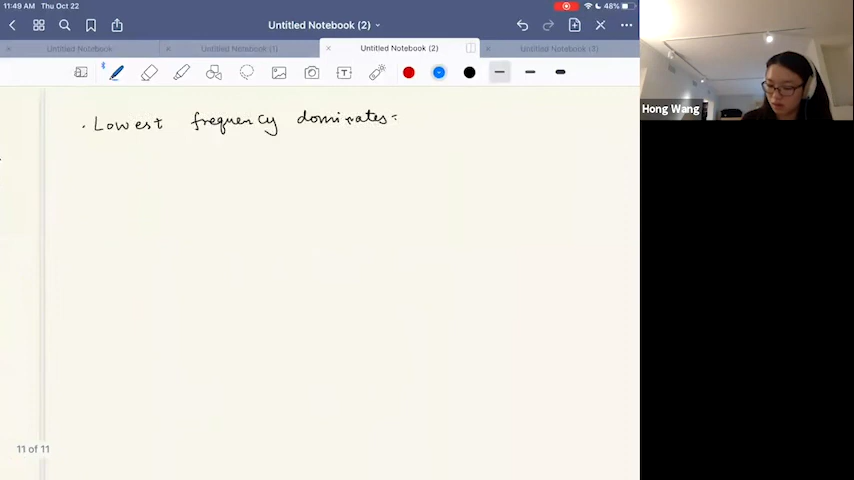 11:49 AM Thu Oct 22
48%
Untitled Notebook (2)
Untitled Notebook
Untitled Notebook (1)
Untitled Notebook (2)
Untitled Notebook (3)
Hong Wang
. Lowest frequency dominates:
11 of 11